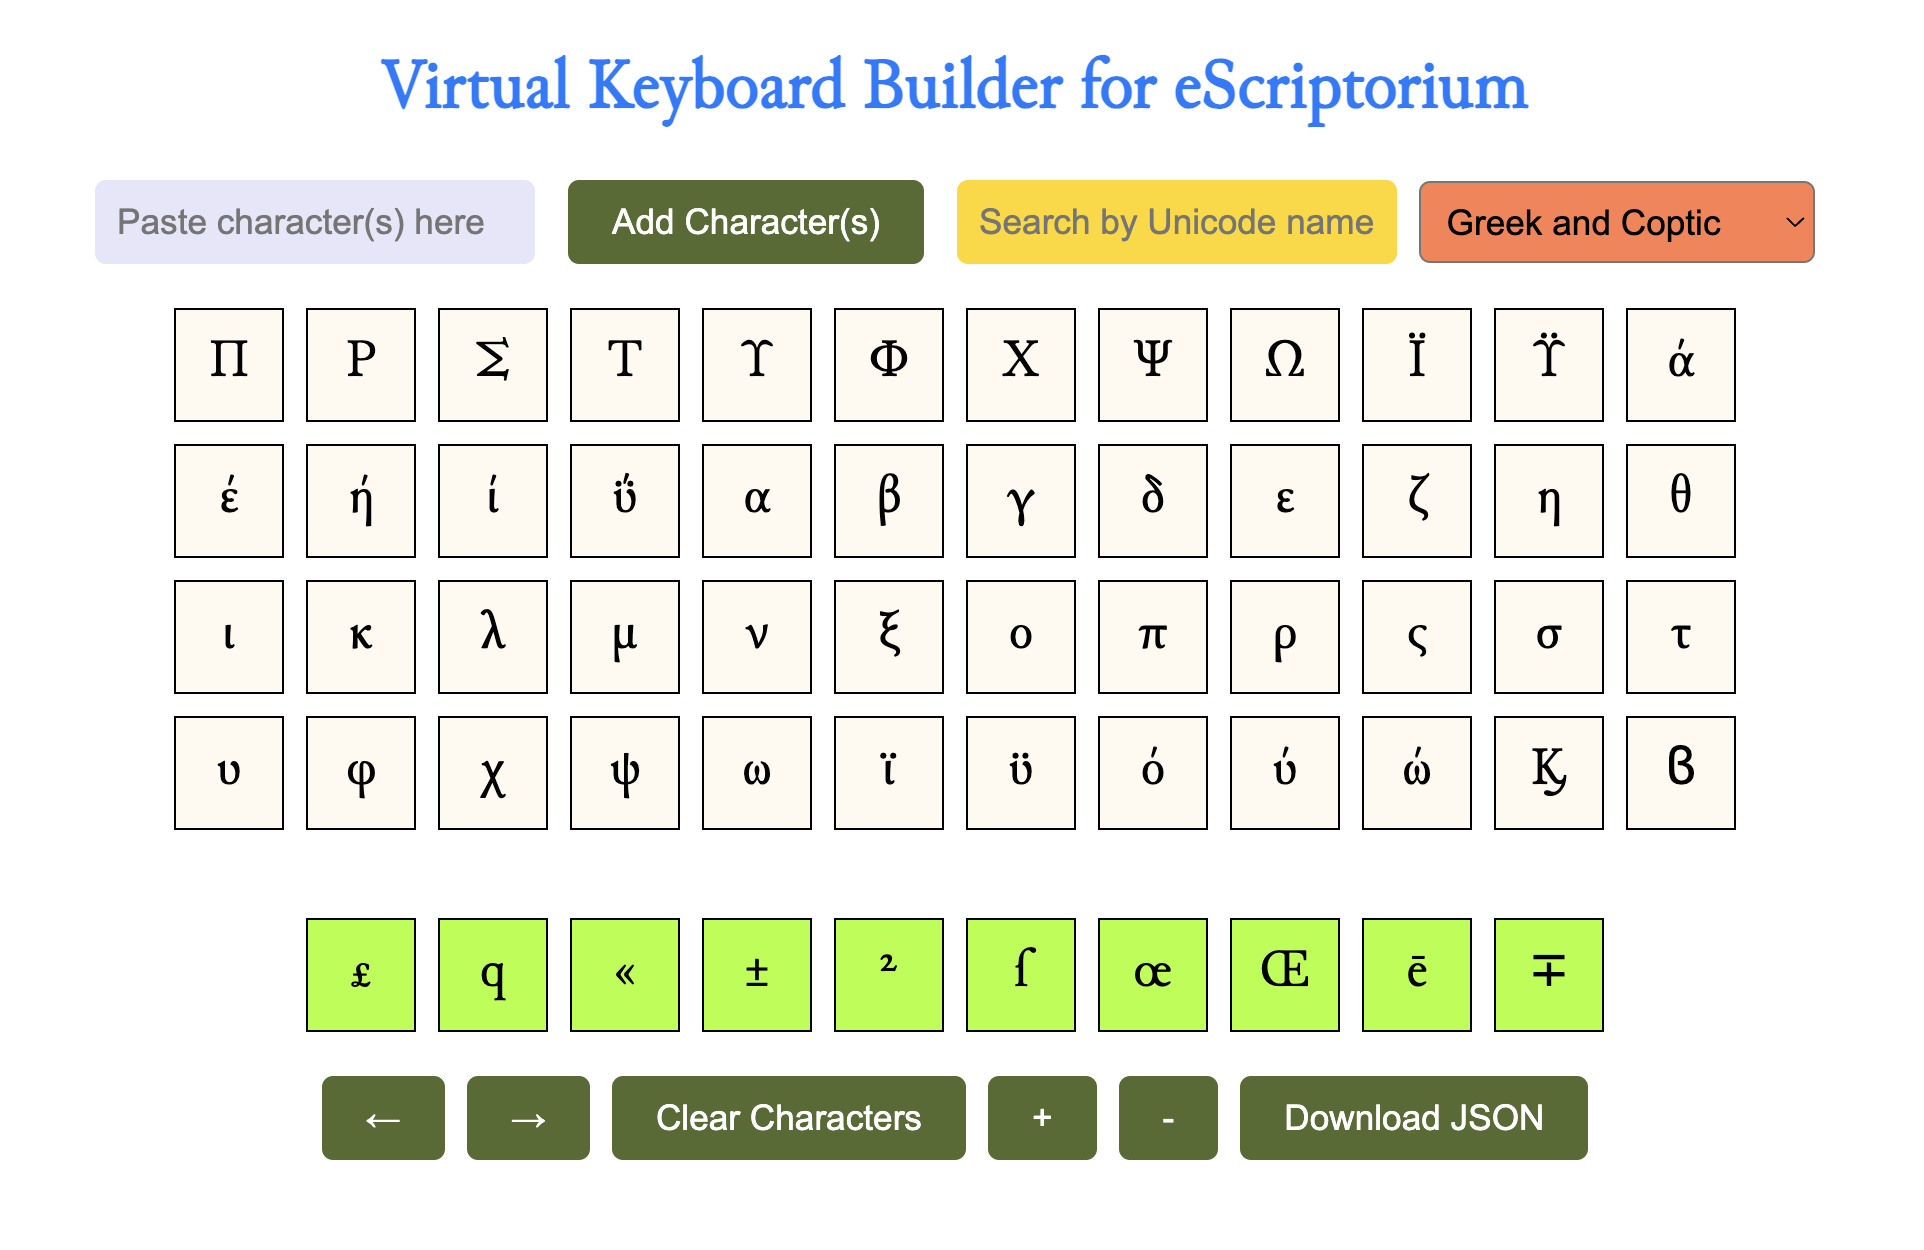 Virtual Keyboard Builder for eScriptorium
Paste character(s) here Add Character(s) Search by Unicode name Greek and Coptic
Π Ρ Σ Τ Υ Φ Χ Ψ Ω Ϊ Ϋ ά
έ ή ί ΰ α β γ δ ε ζ η θ
ι κ λ μ ν ξ ο π ρ ς σ τ
υ φ χ ψ ω ϊ ϋ ό ύ ώ Ϗ ϐ
£ q « ± ² ſ œ Œ ē ∓
← → Clear Characters + - Download JSON